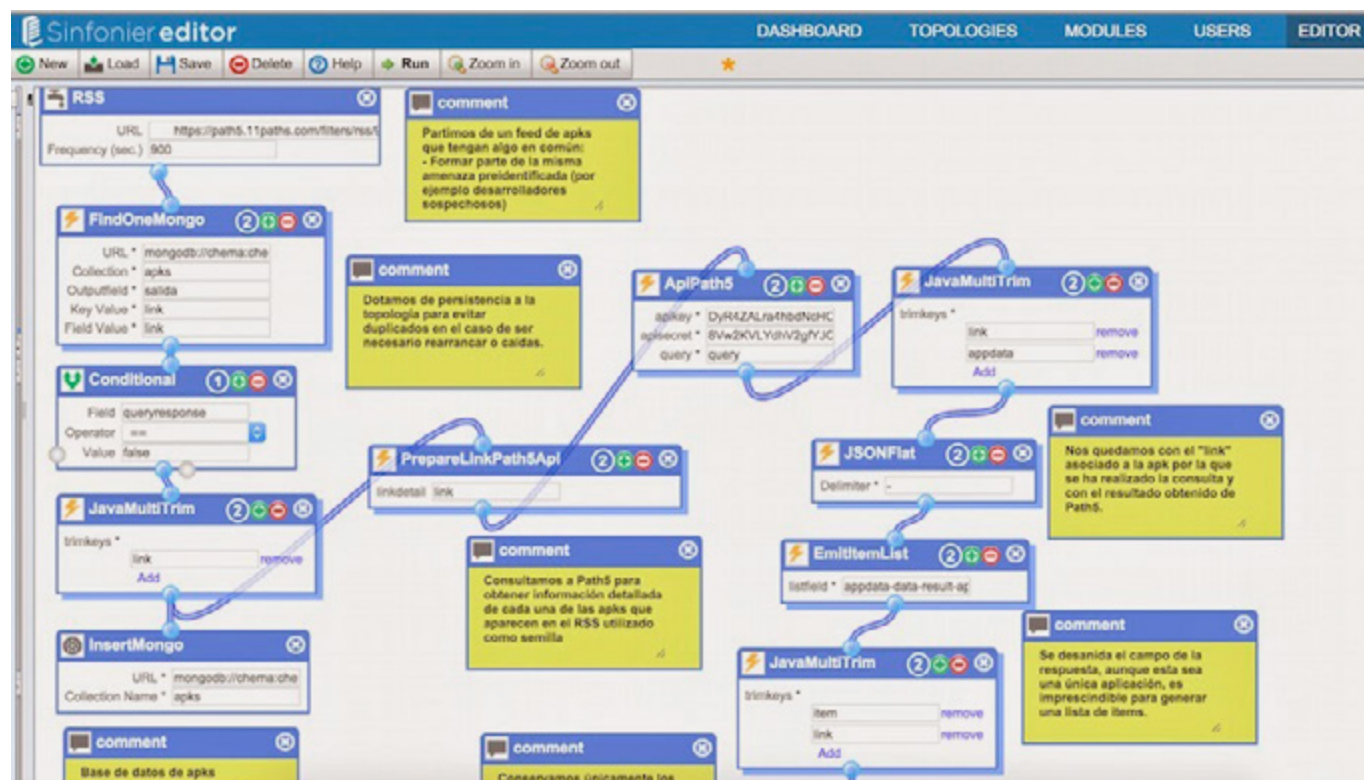 Sinfonier editor
DASHBOARD TOPOLOGIES MODULES USERS EDITOR
New Load Save Delete Help Run Zoom in Zoom out
RSS
URL https://path5.11paths.com/filters/rss/
Frequency (sec.) 900
comment
Partimos de un feed de apks
que tengan algo en común:
- Formar parte de la misma
amenaza preidentificada (por
ejemplo desarrolladores
sospechosos)
FindOneMongo 2
URL * mongodb://chema:che
Collection * apks
Outputfield * salida
Key Value * link
Field Value * link
comment
Dotamos de persistencia a la
topología para evitar
duplicados en el caso de ser
necesario rearrancar o caidas.
Conditional 1
Field queryresponse
Operator ==
Value false
JavaMultiTrim 2
trimkeys *
link remove
Add
InsertMongo
URL * mongodb://chema:che
Collection Name * apks
comment
Base de datos de apks
PrepareLinkPath5Api 2
linkdetail link
comment
Consultamos a Path5 para
obtener información detallada
de cada una de las apks que
aparecen en el RSS utilizado
como semilla
comment
Conservamos únicamente los
ApiPath5 2
apikey *
apisecret *
query * query
JavaMultiTrim 2
trimkeys *
link remove
appdata remove
Add
JSONFlat 2
Delimiter * -
comment
Nos quedamos con el "link"
asociado a la apk por la que
se ha realizado la consulta y
con el resultado obtenido de
Path5.
EmitItemList 2
listfield * appdata-data-result-ap
comment
Se desanida el campo de la
respuesta, aunque esta sea
una única aplicación, es
imprescindible para generar
una lista de items.
JavaMultiTrim 2
trimkeys *
item remove
link remove
Add